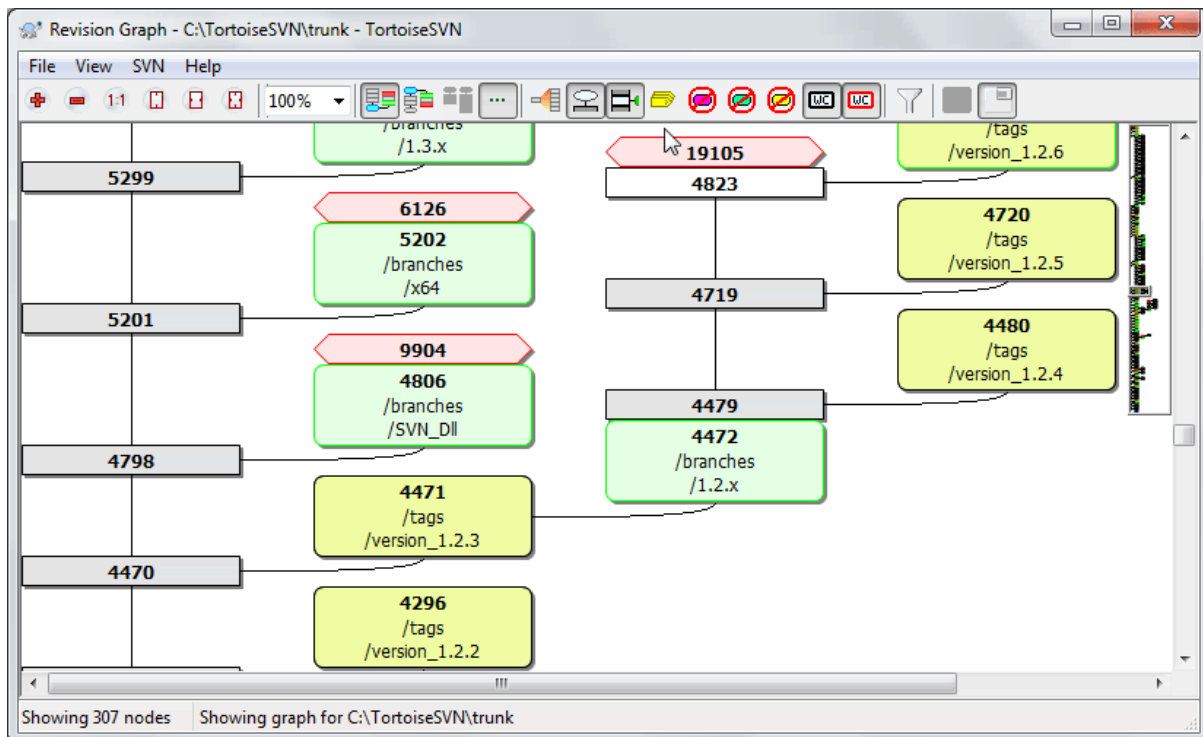 Revision Graph - C:\TortoiseSVN\trunk - TortoiseSVN
File View SVN Help
1:1
100%
...
WC
WC
/branches
/1.3.x
5299
6126
5202
/branches
/x64
5201
9904
4806
/branches
/SVN_Dll
4798
4471
/tags
/version_1.2.3
4470
4296
/tags
/version_1.2.2
19105
4823
4719
4479
4472
/branches
/1.2.x
/tags
/version_1.2.6
4720
/tags
/version_1.2.5
4480
/tags
/version_1.2.4
Showing 307 nodes
Showing graph for C:\TortoiseSVN\trunk